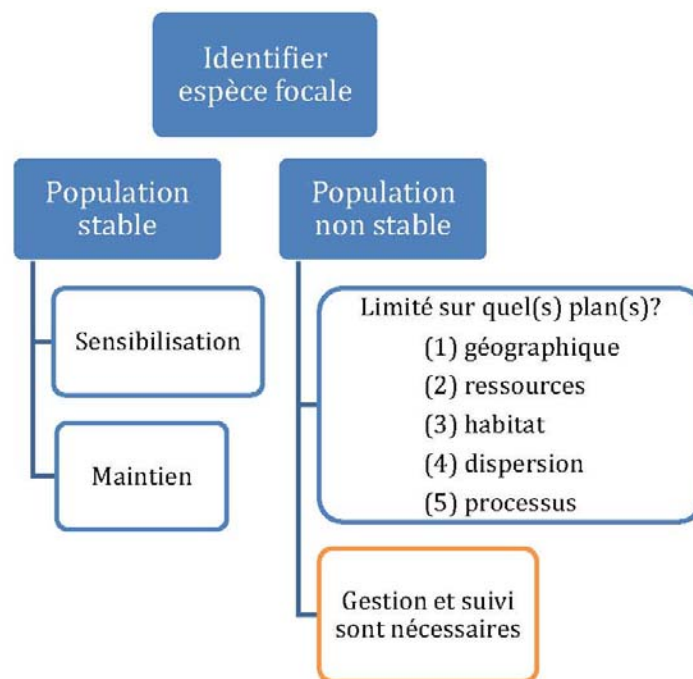 Identifier
espèce focale
Population
stable
Sensibilisation
Maintien
Population
non stable
Limité sur quel(s) plan(s)?
(1) géographique
(2) ressources
(3) habitat
(4) dispersion
(5) processus
Gestion et suivi
sont nécessaires